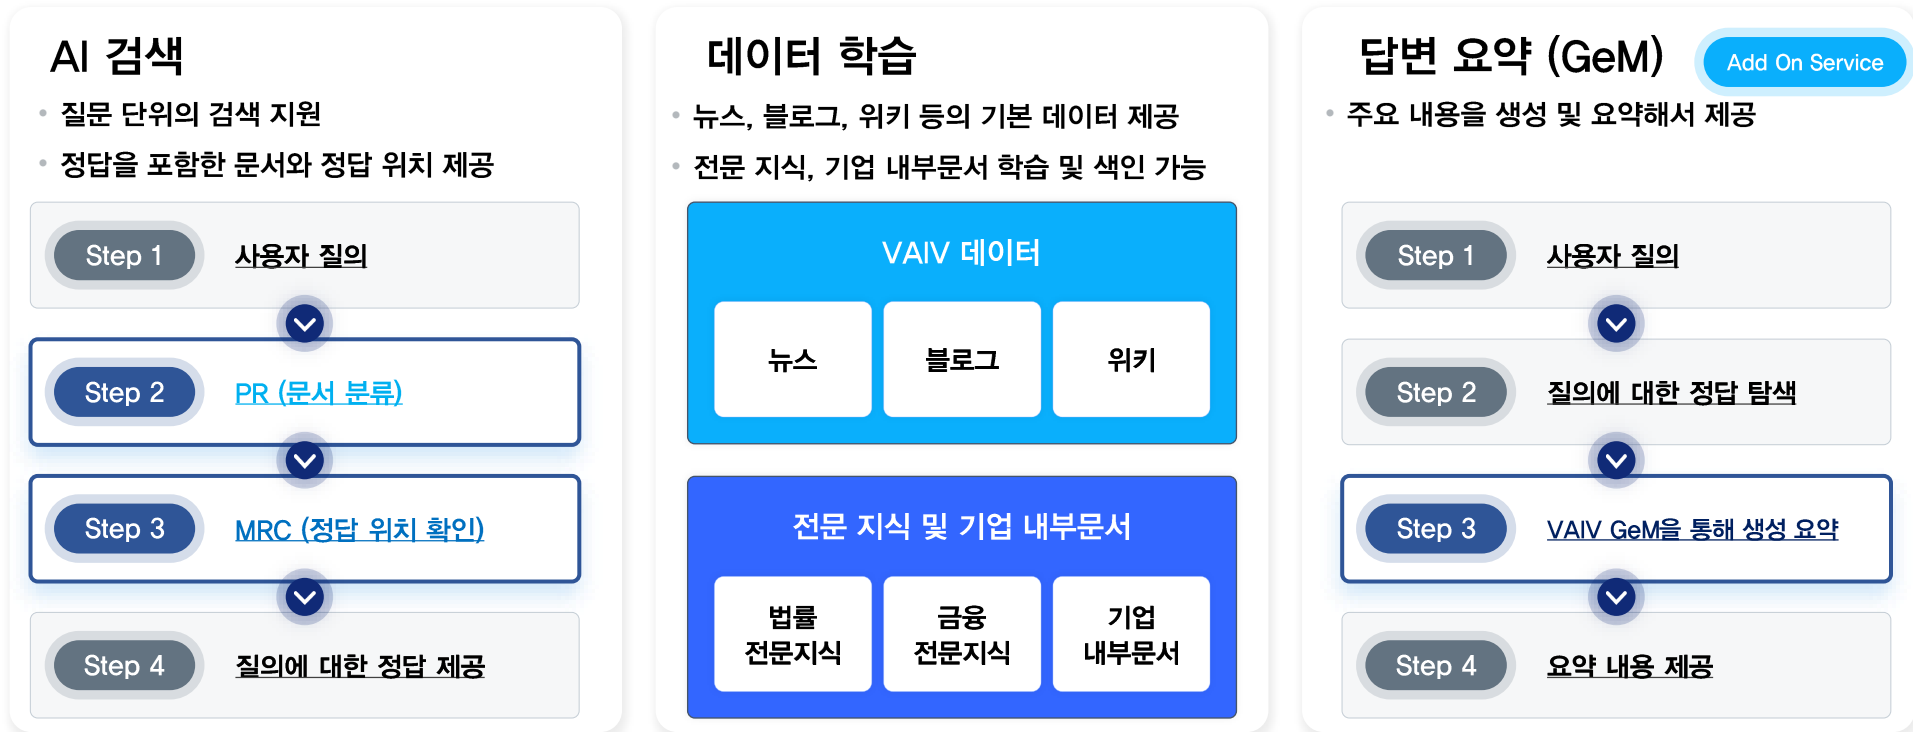 AI 검색
• 질문 단위의 검색 지원
• 정답을 포함한 문서와 정답 위치 제공
Step 1 사용자 질의
Step 2 PR (문서 분류)
Step 3 MRC (정답 위치 확인)
Step 4 질의에 대한 정답 제공
데이터 학습
• 뉴스, 블로그, 위키 등의 기본 데이터 제공
• 전문 지식, 기업 내부문서 학습 및 색인 가능
VAIV 데이터
뉴스 블로그 위키
전문 지식 및 기업 내부문서
법률 금융 기업
전문지식 전문지식 내부문서
답변 요약 (GeM) Add On Service
• 주요 내용을 생성 및 요약해서 제공
Step 1 사용자 질의
Step 2 질의에 대한 정답 탐색
Step 3 VAIV GeM을 통해 생성 요약
Step 4 요약 내용 제공